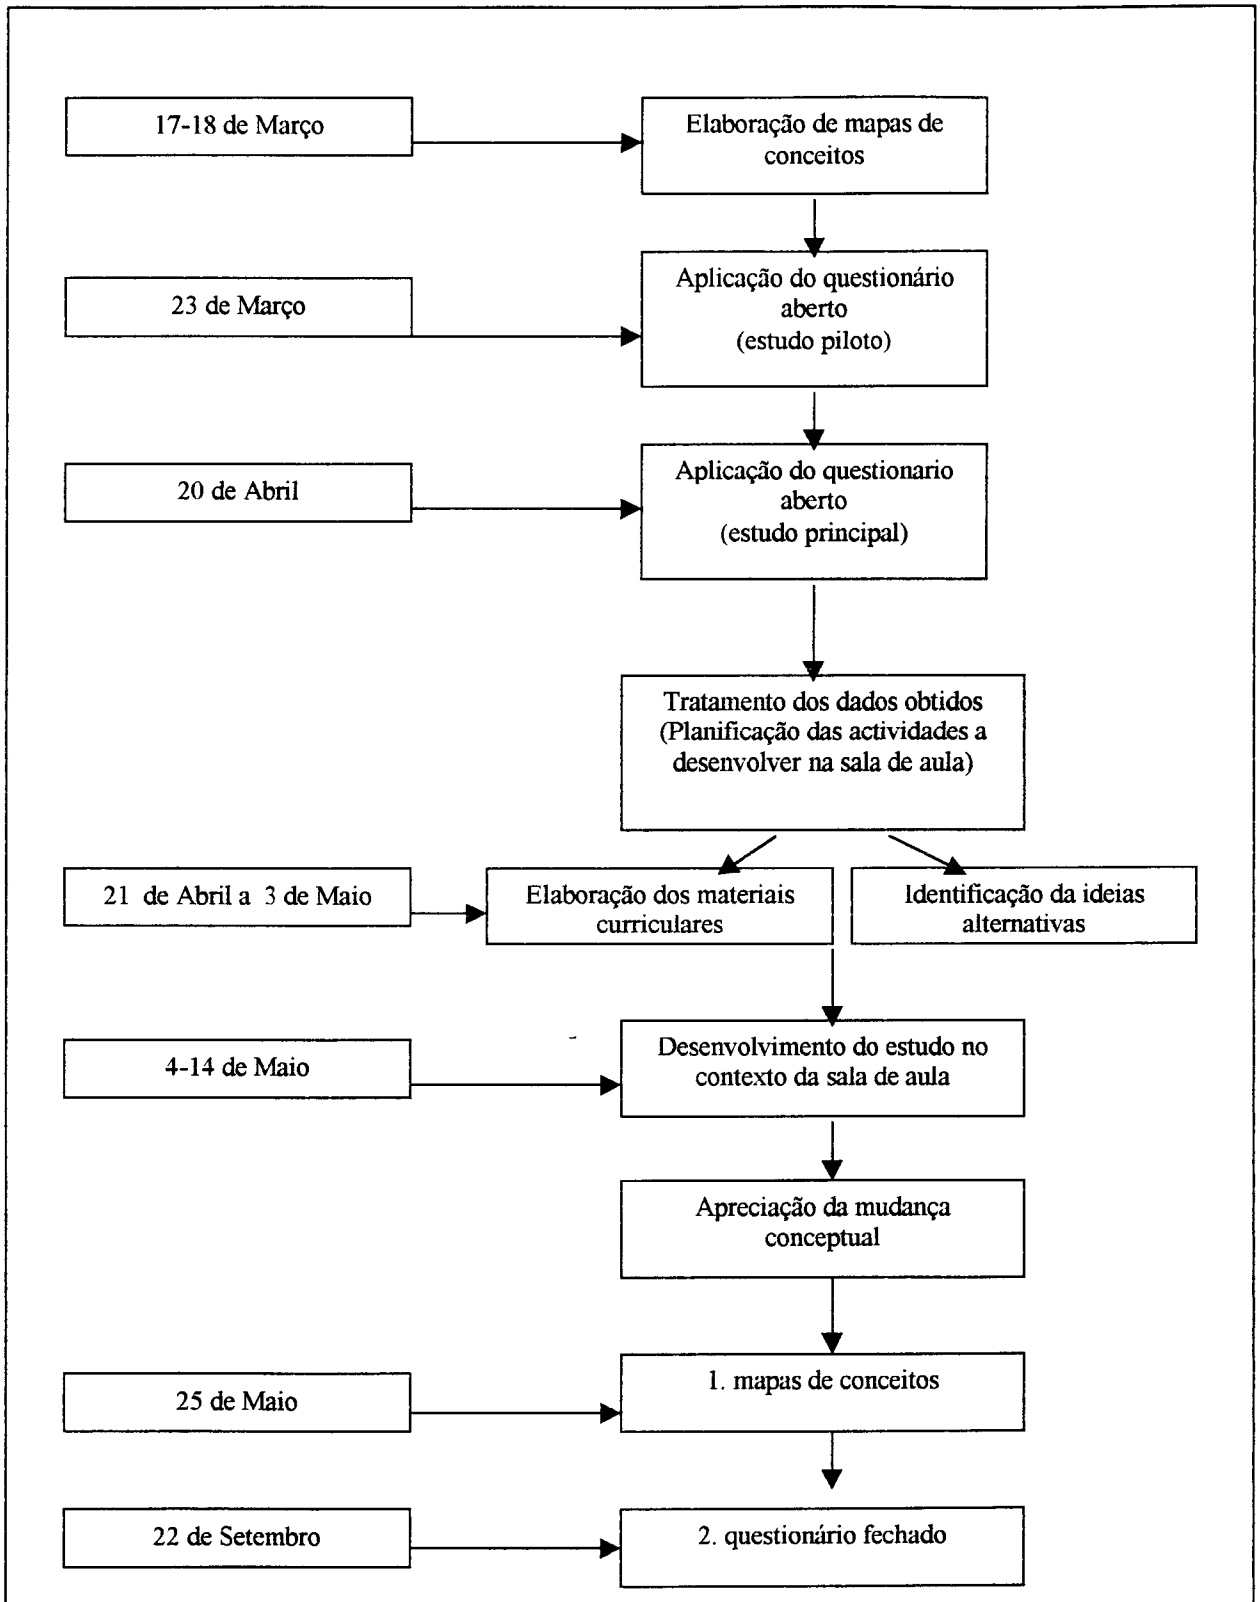 17-18 de Março
Elaboração de mapas de
conceitos
23 de Março
Aplicação do questionário
aberto
(estudo piloto)
20 de Abril
Aplicação do questionario
aberto
(estudo principal)
Tratamento dos dados obtidos
(Planificação das actividades a
desenvolver na sala de aula)
21 de Abril a 3 de Maio
Elaboração dos materiais
curriculares
Identificação da ideias
alternativas
4-14 de Maio
Desenvolvimento do estudo no
contexto da sala de aula
Apreciação da mudança
conceptual
25 de Maio
1. mapas de conceitos
22 de Setembro
2. questionário fechado